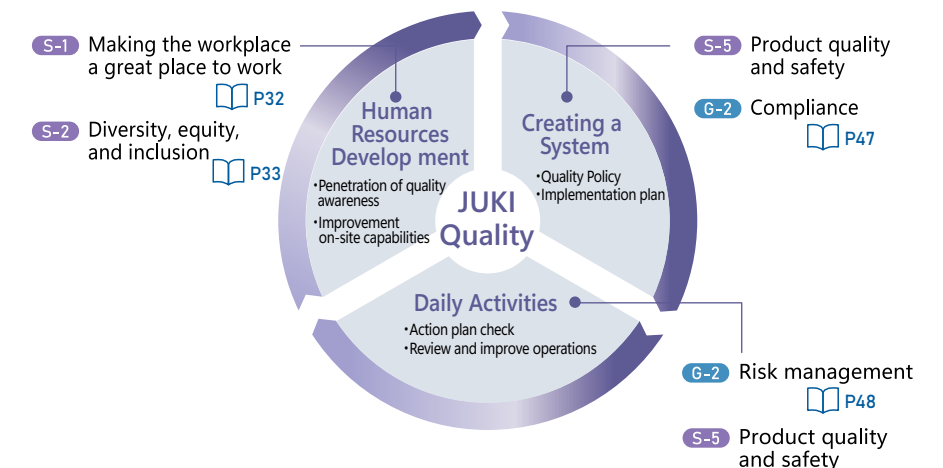 S-1 Making the workplace
a great place to work
P32
S-2 Diversity, equity,
and inclusion
P33
Human
Resources
Develop ment
・Penetration of quality
awareness
・Improvement
on-site capabilities
Creating a
System
・Quality Policy
・Implementation plan
JUKI
Quality
Daily Activities
・Action plan check
・Review and improve operations
S-5 Product quality
and safety
G-2 Compliance
P47
G-2 Risk management
P48
S-5 Product quality
and safety